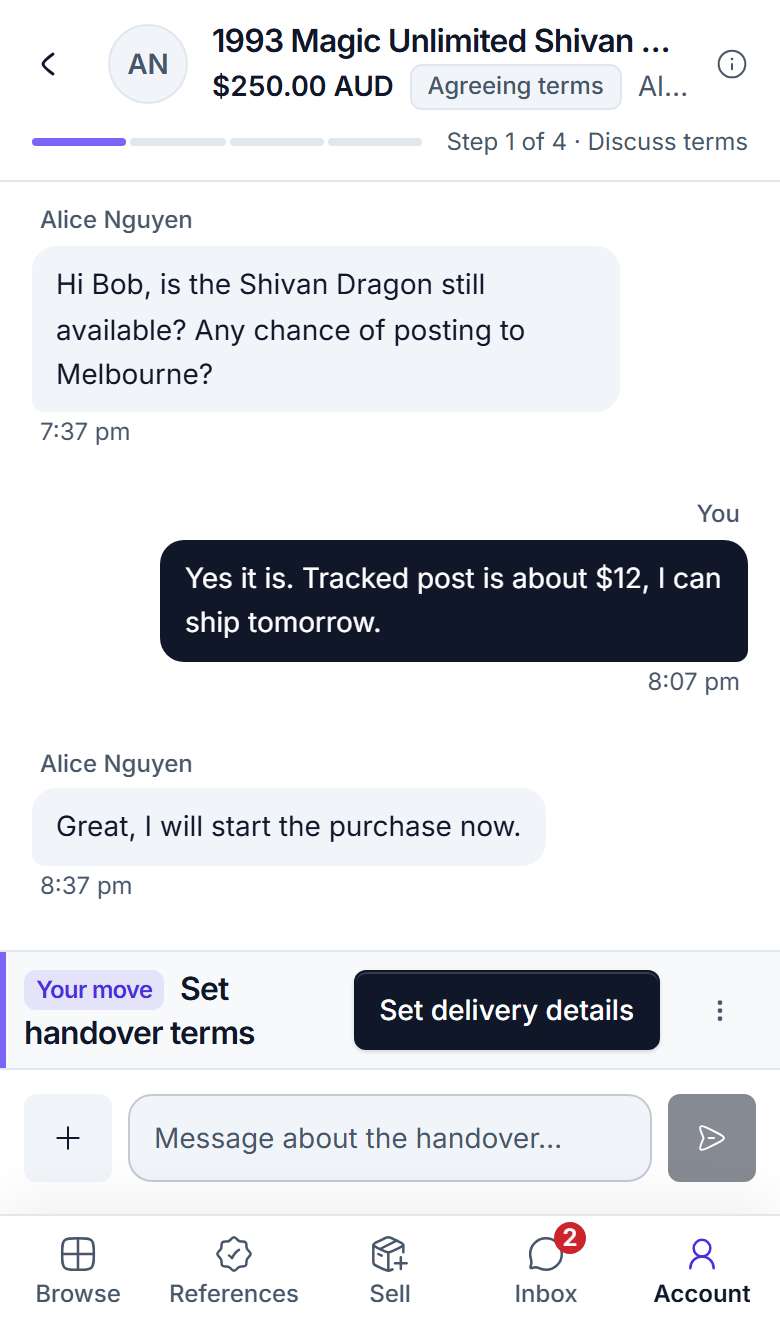 AN
1993 Magic Unlimited Shivan ...
$250.00 AUD Agreeing terms Al...
Step 1 of 4 · Discuss terms
Alice Nguyen
Hi Bob, is the Shivan Dragon still
available? Any chance of posting to
Melbourne?
7:37 pm
You
Yes it is. Tracked post is about $12, I can
ship tomorrow.
8:07 pm
Alice Nguyen
Great, I will start the purchase now.
8:37 pm
Your move Set
handover terms
Set delivery details
Message about the handover...
2
Browse References Sell Inbox Account